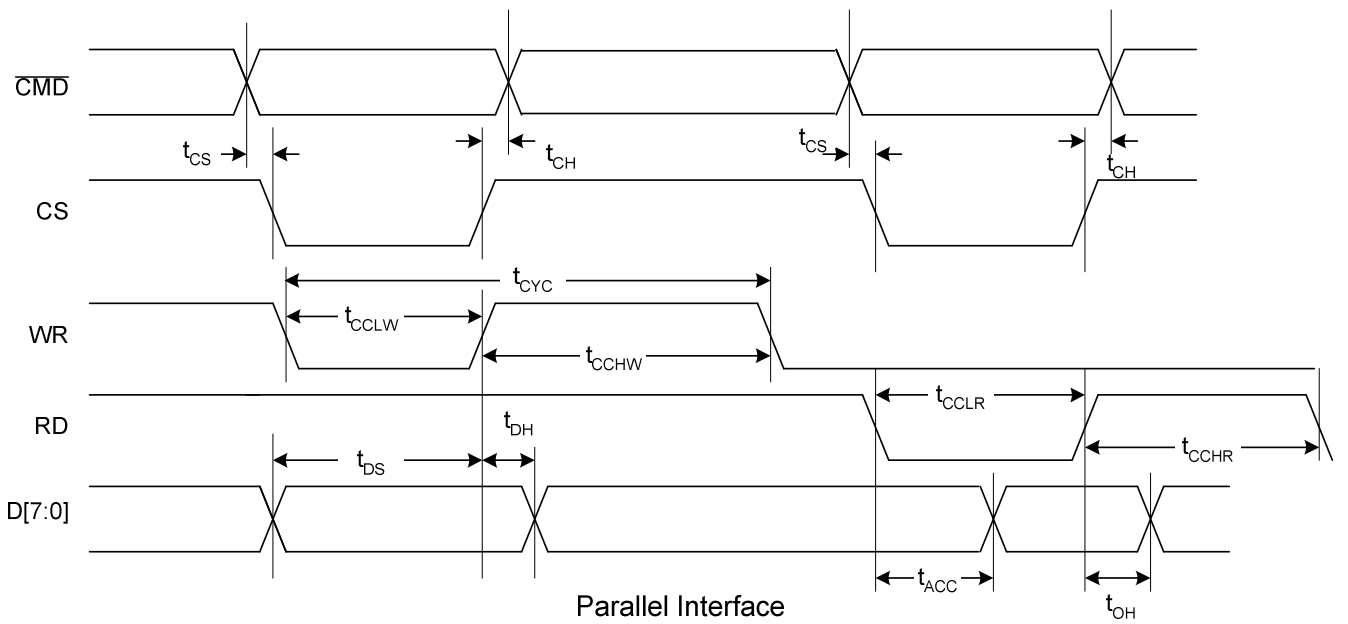 CMD
tCS
tCH
tCS
tCH
CS
tCYC
WR
tCCLW
tCCHW
RD
tCCLR
tDH
tCCHR
tDS
D[7:0]
tACC
tOH
Parallel Interface